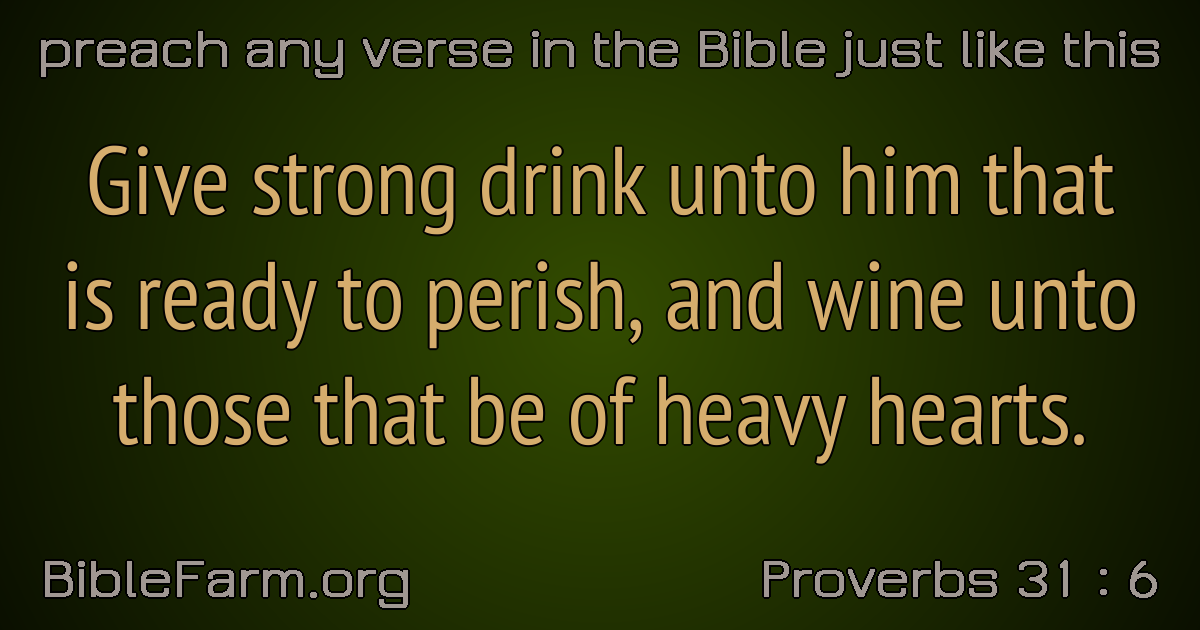 preach any verse in the Bible just like this
Give strong drink unto him that
is ready to perish, and wine unto
those that be of heavy hearts.
BibleFarm.org
Proverbs 31 : 6